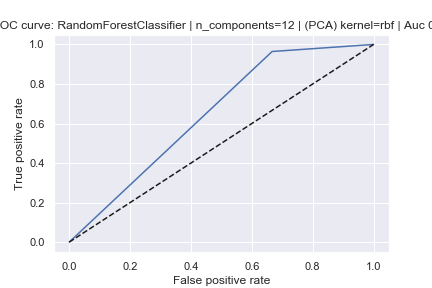 OC curve: RandomForestClassifier | n_components=12 | (PCA) kernel=rbf | Auc 0
1.0
0.8
0.6
0.4
0.2
0.0
True positive rate
0.0 0.2 0.4 0.6 0.8 1.0
False positive rate